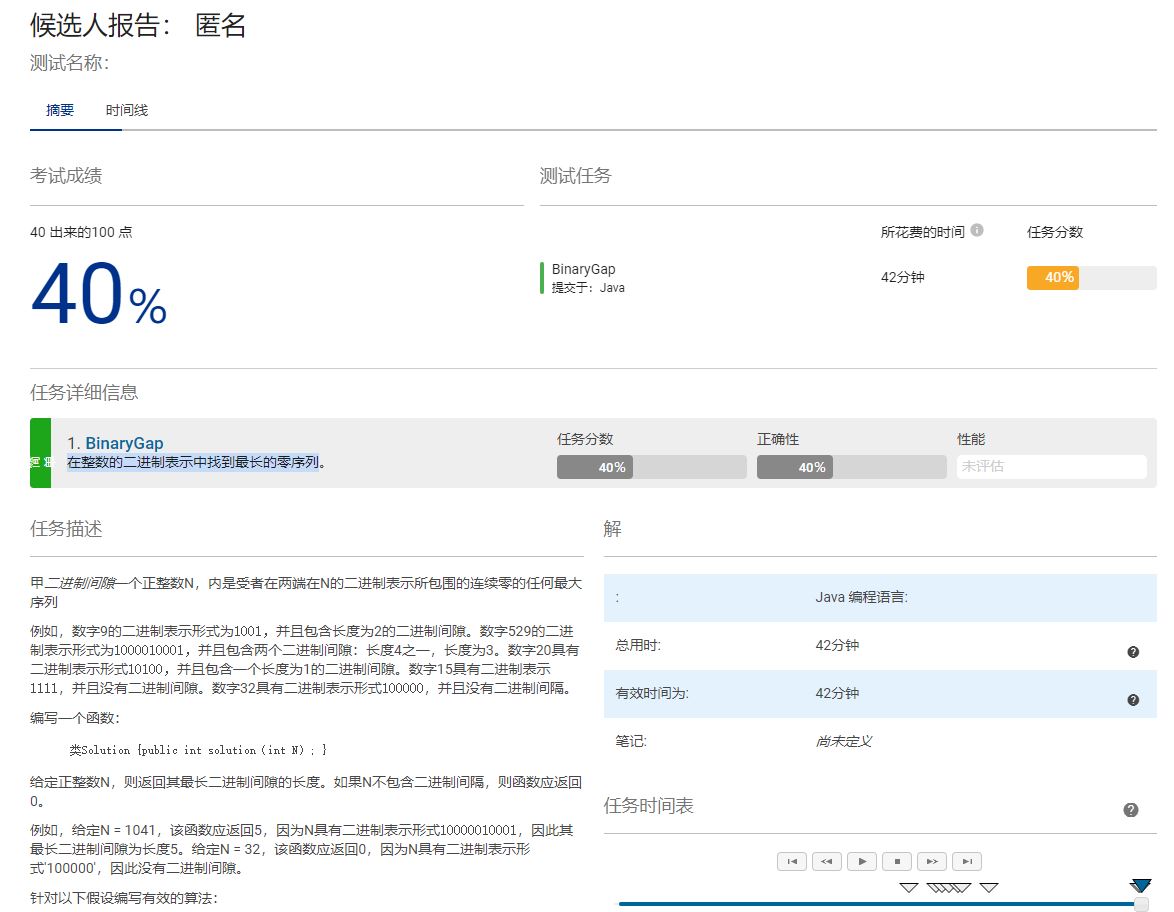 候选人报告： 匿名
测试名称：
摘要 时间线
考试成绩
测试任务
40 出来的100 点
40%
所花费的时间 任务分数
BinaryGap
提交于：Java
42分钟
40%
任务详细信息
1. BinaryGap
在整数的二进制表示中找到最长的零序列。
任务分数
40%
正确性
40%
性能
未评估
任务描述
甲二进制间隙一个正整数N，内是受者在两端在N的二进制表示所包围的连续零的任何最大
序列
例如，数字9的二进制表示形式为1001，并且包含长度为2的二进制间隙。数字529的二进
制表示形式为1000010001，并且包含两个二进制间隙：长度4之一，长度为3。数字20具有
二进制表示形式10100，并且包含一个长度为1的二进制间隙。数字15具有二进制表示
1111，并且没有二进制间隙。数字32具有二进制表示形式100000，并且没有二进制间隔。
编写一个函数：
类Solution {public int solution（int N）; }
给定正整数N，则返回其最长二进制间隙的长度。如果N不包含二进制间隔，则函数应返回
0。
例如，给定N = 1041，该函数应返回5，因为N具有二进制表示形式10000010001，因此其
最长二进制间隙为长度5。给定N = 32，该函数应返回0，因为N具有二进制表示形
式'100000'，因此没有二进制间隙。
针对以下假设编写有效的算法：
解
: Java 编程语言:
总用时: 42分钟
有效时间为: 42分钟
笔记: 尚未定义
任务时间表